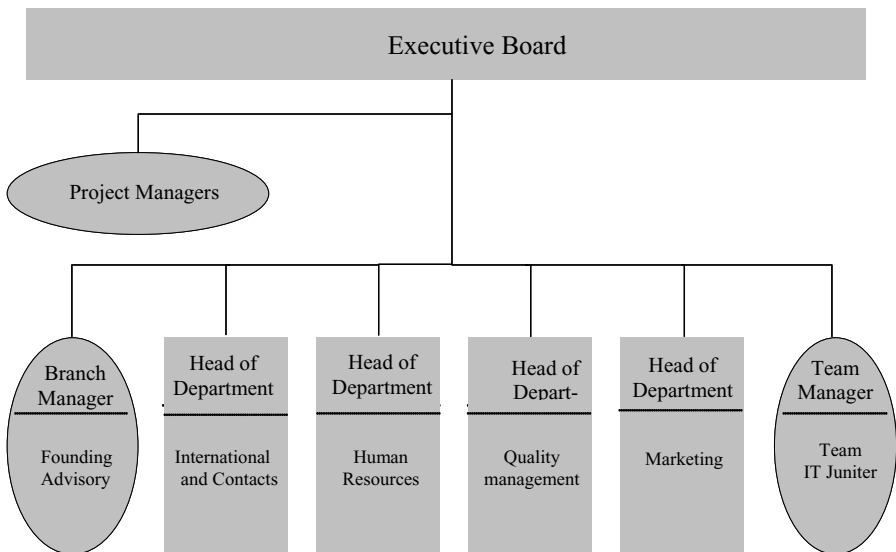 Executive Board
Project Managers
Branch
Manager
Founding
Advisory
Head of
Department
International
and Contacts
Head of
Department
Human
Resources
Head of
Depart-
Quality
management
Head of
Department
Marketing
Team
Manager
Team
IT Juniter